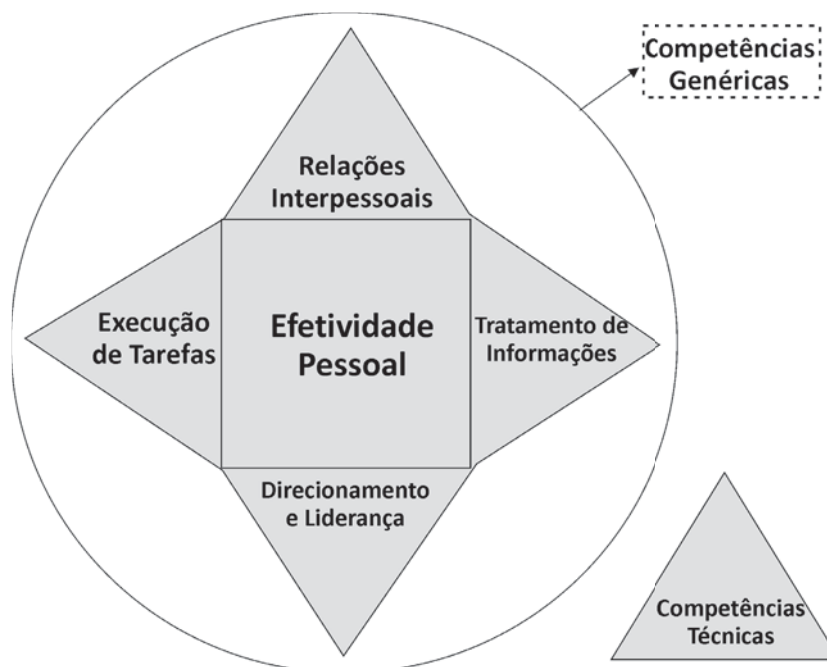 Competências
Genéricas
Relações
Interpessoais
Execução
de Tarefas
Efetividade
Pessoal
Tratamento de
Informações
Direcionamento
e Liderança
Competências
Técnicas